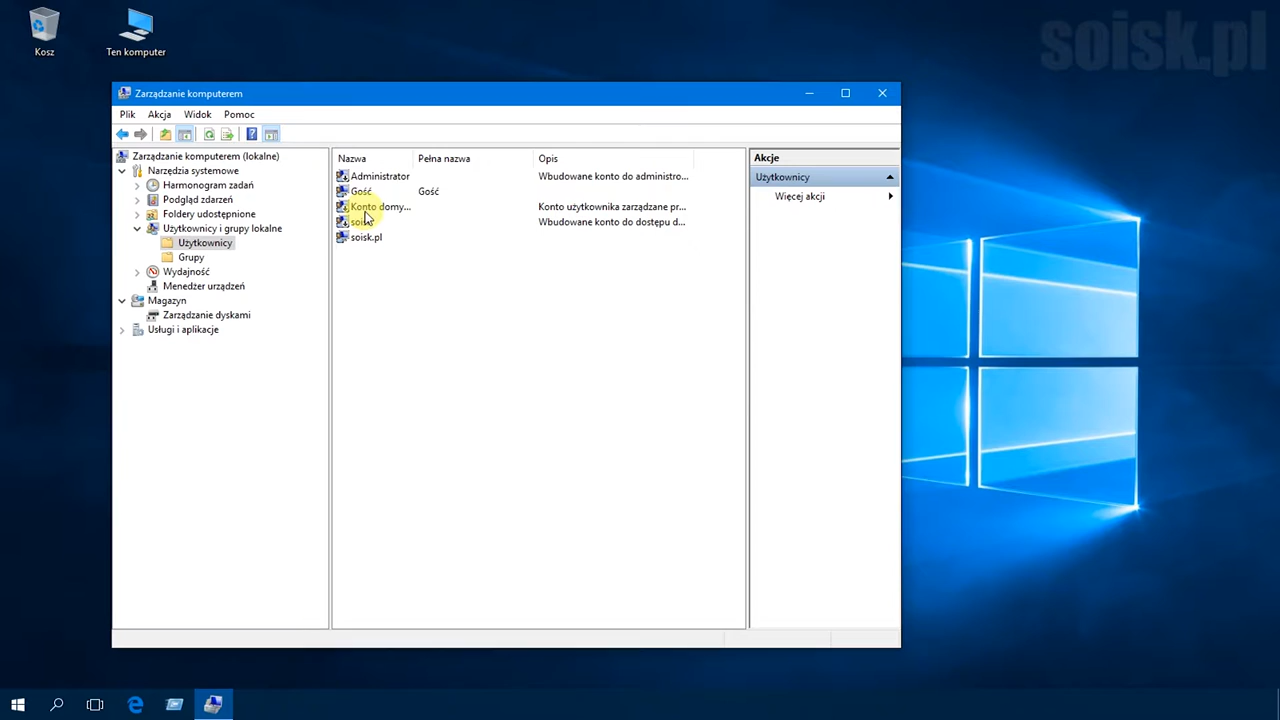 soisk.pl
Kosz
Ten komputer
Zarządzanie komputerem
Plik Akcja Widok Pomoc
Zarządzanie komputerem (lokalne)
Narzędzia systemowe
Harmonogram zadań
Podgląd zdarzeń
Foldery udostępnione
Użytkownicy i grupy lokalne
Użytkownicy
Grupy
Wydajność
Menedżer urządzeń
Magazyn
Zarządzanie dyskami
Usługi i aplikacje
Nazwa Pełna nazwa Opis
Administrator Wbudowane konto do administro...
Gość Gość
Konto domy... Konto użytkownika zarządzane pr...
Wbudowane konto do dostępu d...
soisk.pl
Akcje
Użytkownicy
Więcej akcji